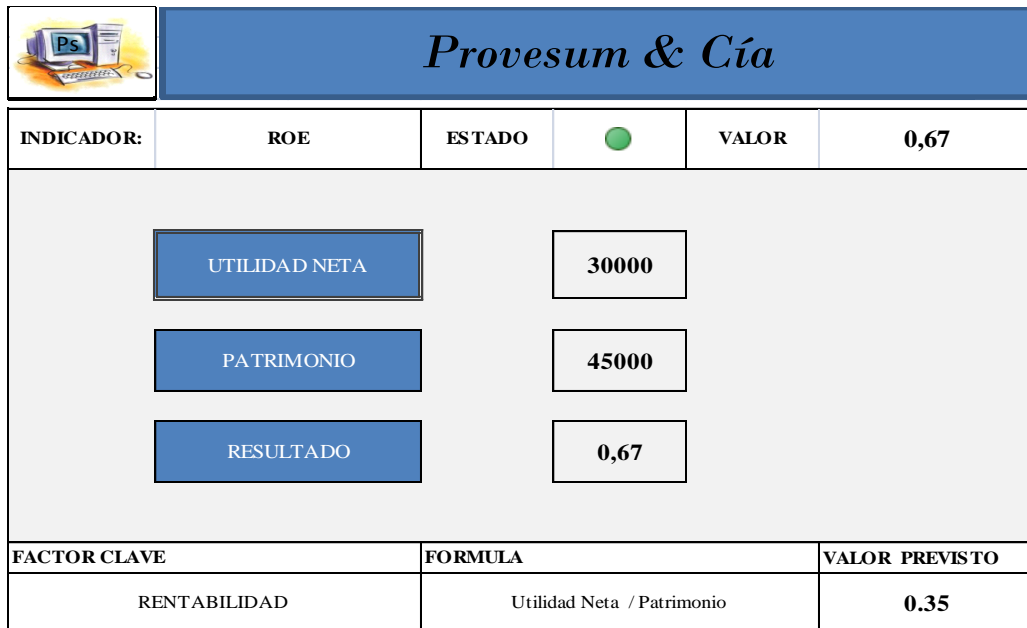 Ps
Provesum & Cía
INDICADOR: ROE ESTADO VALOR 0,67
UTILIDAD NETA 30000
PATRIMONIO 45000
RESULTADO 0,67
FACTOR CLAVE FORMULA VALOR PREVISTO
RENTABILIDAD Utilidad Neta / Patrimonio 0.35